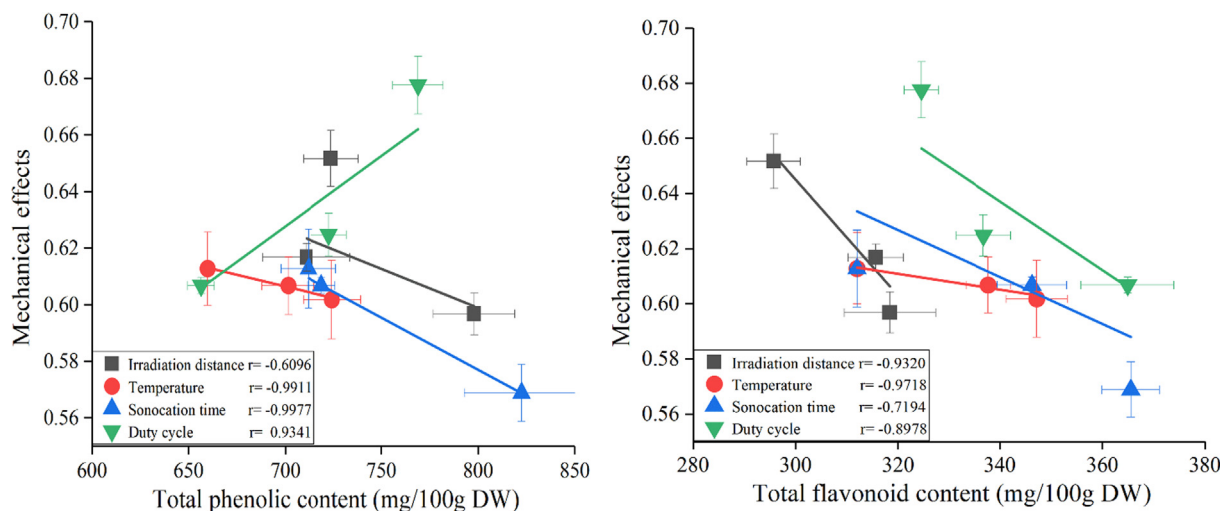 0.70
0.68
0.66
0.64
0.62
0.60
0.58
0.56
Mechanical effects
Irradiation distance r= -0.6096
Temperature r= -0.9911
Sonocation time r= -0.9977
Duty cycle r= 0.9341
600 650 700 750 800 850
Total phenolic content (mg/100g DW)
0.70
0.68
0.66
0.64
0.62
0.60
0.58
0.56
Mechanical effects
Irradiation distance r= -0.9320
Temperature r= -0.9718
Sonocation time r= -0.7194
Duty cycle r= -0.8978
280 300 320 340 360 380
Total flavonoid content (mg/100g DW)